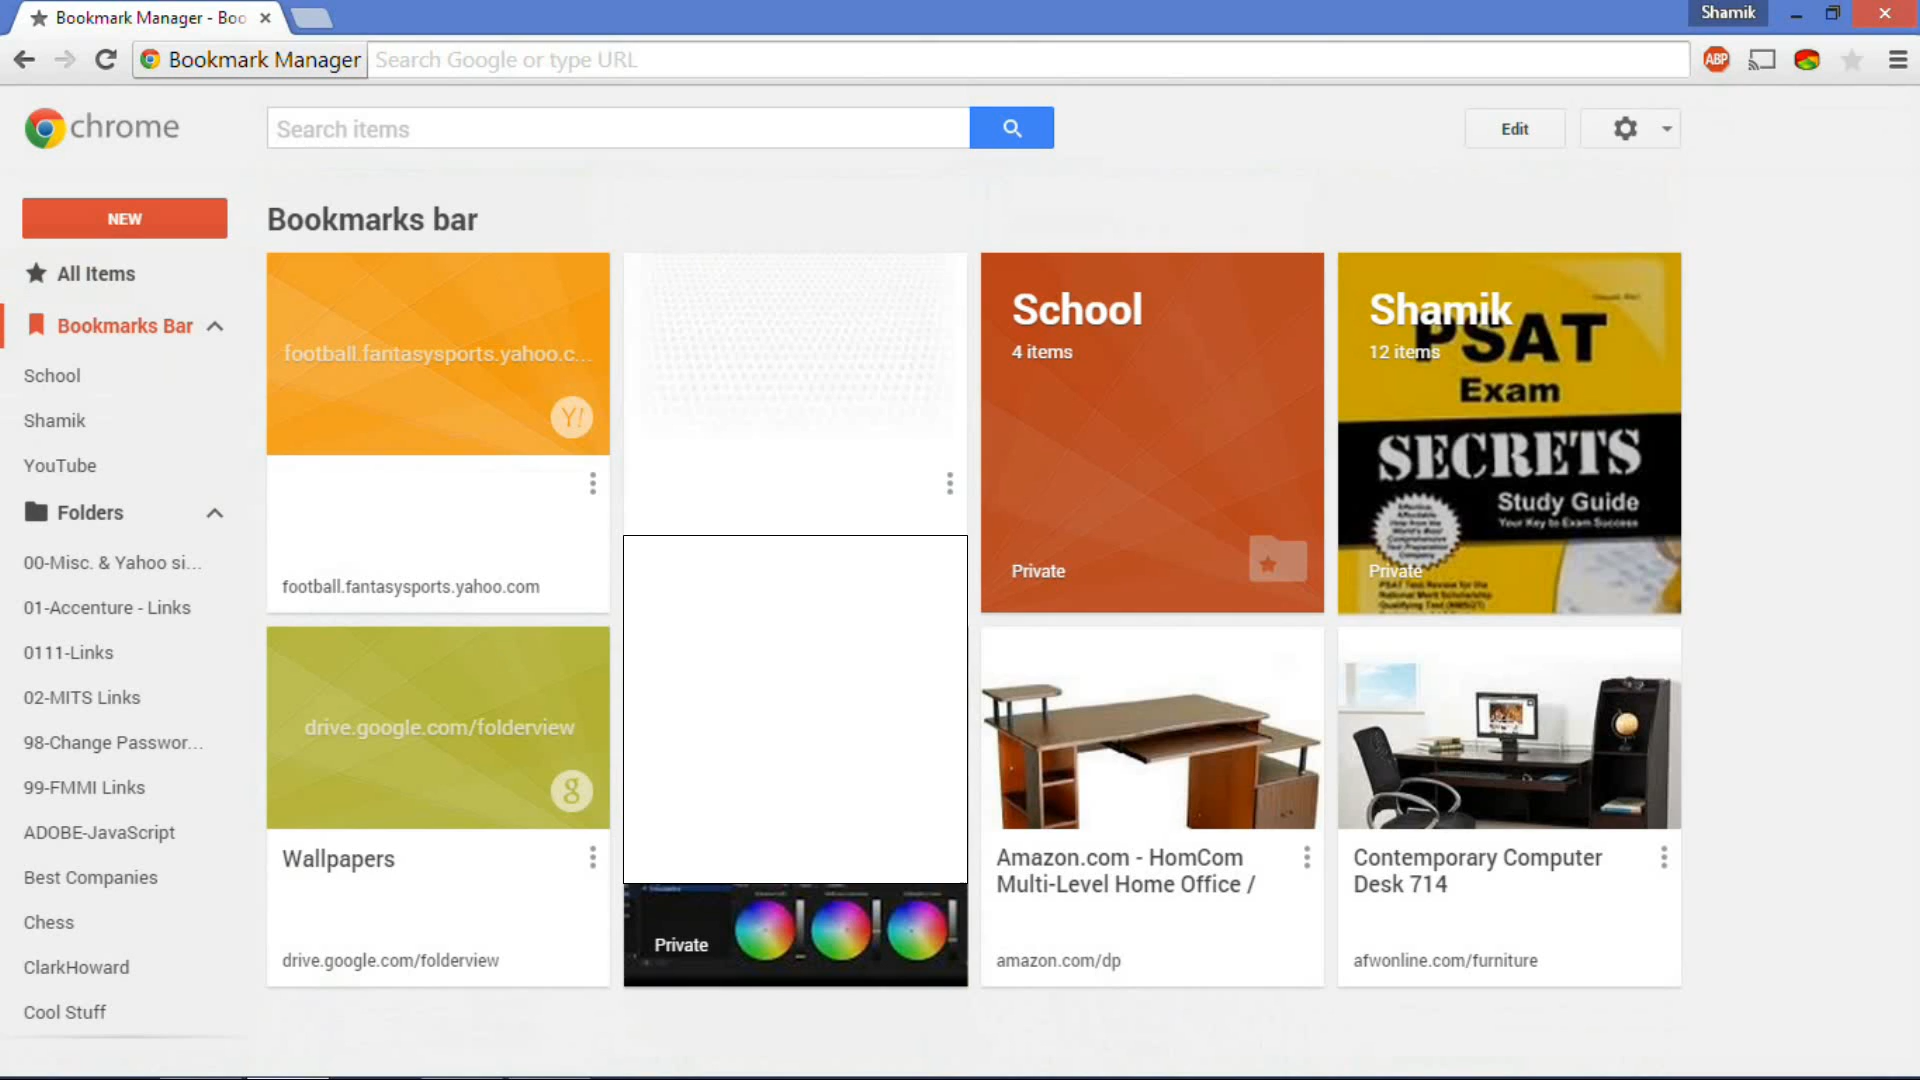 Bookmark Manager - Boo
Shamik
Bookmark Manager
Search Google or type URL
ABP
chrome
Search items
Edit
NEW
Bookmarks bar
All Items
Bookmarks Bar
School
Shamik
YouTube
Folders
00-Misc. & Yahoo si...
01-Accenture - Links
0111-Links
02-MITS Links
98-Change Passwor...
99-FMMI Links
ADOBE-JavaScript
Best Companies
Chess
ClarkHoward
Cool Stuff
football.fantasysports.yahoo.c...
Y!
football.fantasysports.yahoo.com
School
4 items
Private
Shamik
12 items
PSAT
Exam
SECRETS
Study Guide
Your Key to Exam Success
Private
drive.google.com/folderview
g
Wallpapers
drive.google.com/folderview
Private
Amazon.com - HomCom
Multi-Level Home Office /
amazon.com/dp
Contemporary Computer
Desk 714
afwonline.com/furniture